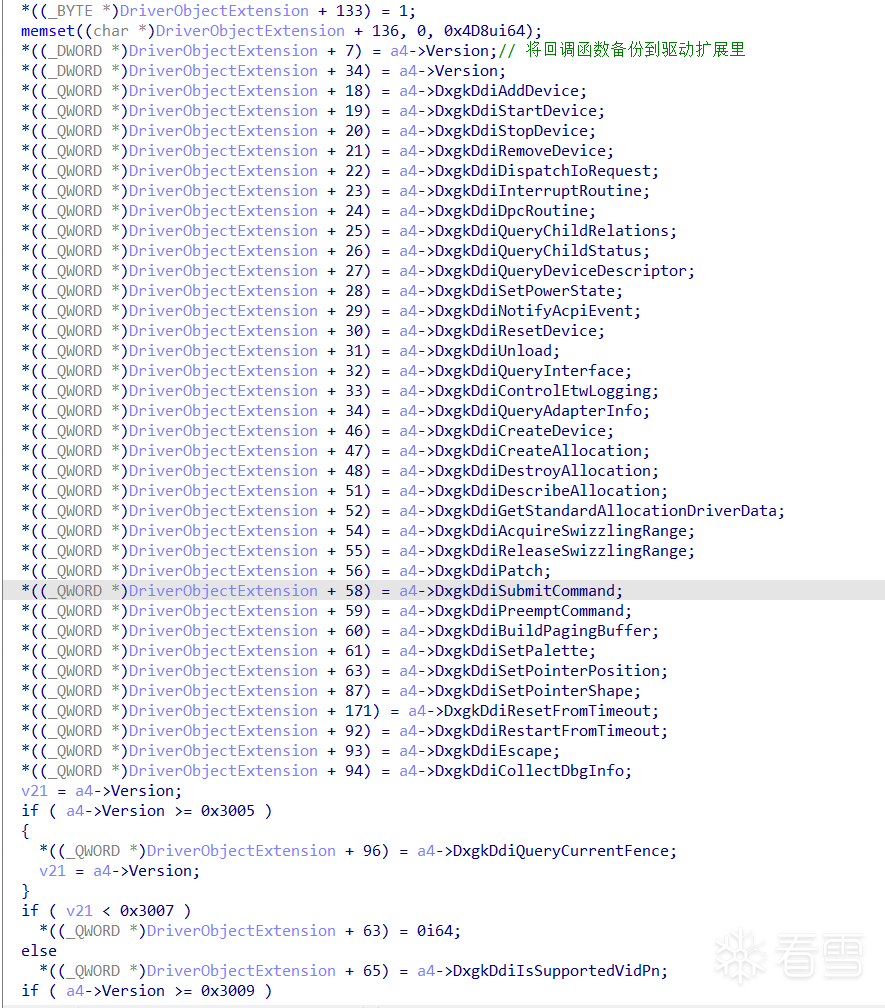 *((_BYTE *)DriverObjectExtension + 133) = 1;
memset((char *)DriverObjectExtension + 136, 0, 0x4D8ui64);
*((_DWORD *)DriverObjectExtension + 7) = a4->Version;// 将回调函数备份到驱动扩展里
*((_DWORD *)DriverObjectExtension + 34) = a4->Version;
*((_QWORD *)DriverObjectExtension + 18) = a4->DxgkDdiAddDevice;
*((_QWORD *)DriverObjectExtension + 19) = a4->DxgkDdiStartDevice;
*((_QWORD *)DriverObjectExtension + 20) = a4->DxgkDdiStopDevice;
*((_QWORD *)DriverObjectExtension + 21) = a4->DxgkDdiRemoveDevice;
*((_QWORD *)DriverObjectExtension + 22) = a4->DxgkDdiDispatchIoRequest;
*((_QWORD *)DriverObjectExtension + 23) = a4->DxgkDdiInterruptRoutine;
*((_QWORD *)DriverObjectExtension + 24) = a4->DxgkDdiDpcRoutine;
*((_QWORD *)DriverObjectExtension + 25) = a4->DxgkDdiQueryChildRelations;
*((_QWORD *)DriverObjectExtension + 26) = a4->DxgkDdiQueryChildStatus;
*((_QWORD *)DriverObjectExtension + 27) = a4->DxgkDdiQueryDeviceDescriptor;
*((_QWORD *)DriverObjectExtension + 28) = a4->DxgkDdiSetPowerState;
*((_QWORD *)DriverObjectExtension + 29) = a4->DxgkDdiNotifyAcpiEvent;
*((_QWORD *)DriverObjectExtension + 30) = a4->DxgkDdiResetDevice;
*((_QWORD *)DriverObjectExtension + 31) = a4->DxgkDdiUnload;
*((_QWORD *)DriverObjectExtension + 32) = a4->DxgkDdiQueryInterface;
*((_QWORD *)DriverObjectExtension + 33) = a4->DxgkDdiControlEtwLogging;
*((_QWORD *)DriverObjectExtension + 34) = a4->DxgkDdiQueryAdapterInfo;
*((_QWORD *)DriverObjectExtension + 46) = a4->DxgkDdiCreateDevice;
*((_QWORD *)DriverObjectExtension + 47) = a4->DxgkDdiCreateAllocation;
*((_QWORD *)DriverObjectExtension + 48) = a4->DxgkDdiDestroyAllocation;
*((_QWORD *)DriverObjectExtension + 51) = a4->DxgkDdiDescribeAllocation;
*((_QWORD *)DriverObjectExtension + 52) = a4->DxgkDdiGetStandardAllocationDriverData;
*((_QWORD *)DriverObjectExtension + 54) = a4->DxgkDdiAcquireSwizzlingRange;
*((_QWORD *)DriverObjectExtension + 55) = a4->DxgkDdiReleaseSwizzlingRange;
*((_QWORD *)DriverObjectExtension + 56) = a4->DxgkDdiPatch;
*((_QWORD *)DriverObjectExtension + 58) = a4->DxgkDdiSubmitCommand;
*((_QWORD *)DriverObjectExtension + 59) = a4->DxgkDdiPreemptCommand;
*((_QWORD *)DriverObjectExtension + 60) = a4->DxgkDdiBuildPagingBuffer;
*((_QWORD *)DriverObjectExtension + 61) = a4->DxgkDdiSetPalette;
*((_QWORD *)DriverObjectExtension + 63) = a4->DxgkDdiSetPointerPosition;
*((_QWORD *)DriverObjectExtension + 87) = a4->DxgkDdiSetPointerShape;
*((_QWORD *)DriverObjectExtension + 171) = a4->DxgkDdiResetFromTimeout;
*((_QWORD *)DriverObjectExtension + 92) = a4->DxgkDdiRestartFromTimeout;
*((_QWORD *)DriverObjectExtension + 93) = a4->DxgkDdiEscape;
*((_QWORD *)DriverObjectExtension + 94) = a4->DxgkDdiCollectDbgInfo;
v21 = a4->Version;
if ( a4->Version >= 0x3005 )
{
*((_QWORD *)DriverObjectExtension + 96) = a4->DxgkDdiQueryCurrentFence;
v21 = a4->Version;
}
if ( v21 < 0x3007 )
*((_QWORD *)DriverObjectExtension + 63) = 0i64;
else
*((_QWORD *)DriverObjectExtension + 65) = a4->DxgkDdiIsSupportedVidPn;
if ( a4->Version >= 0x3009 )
看雪